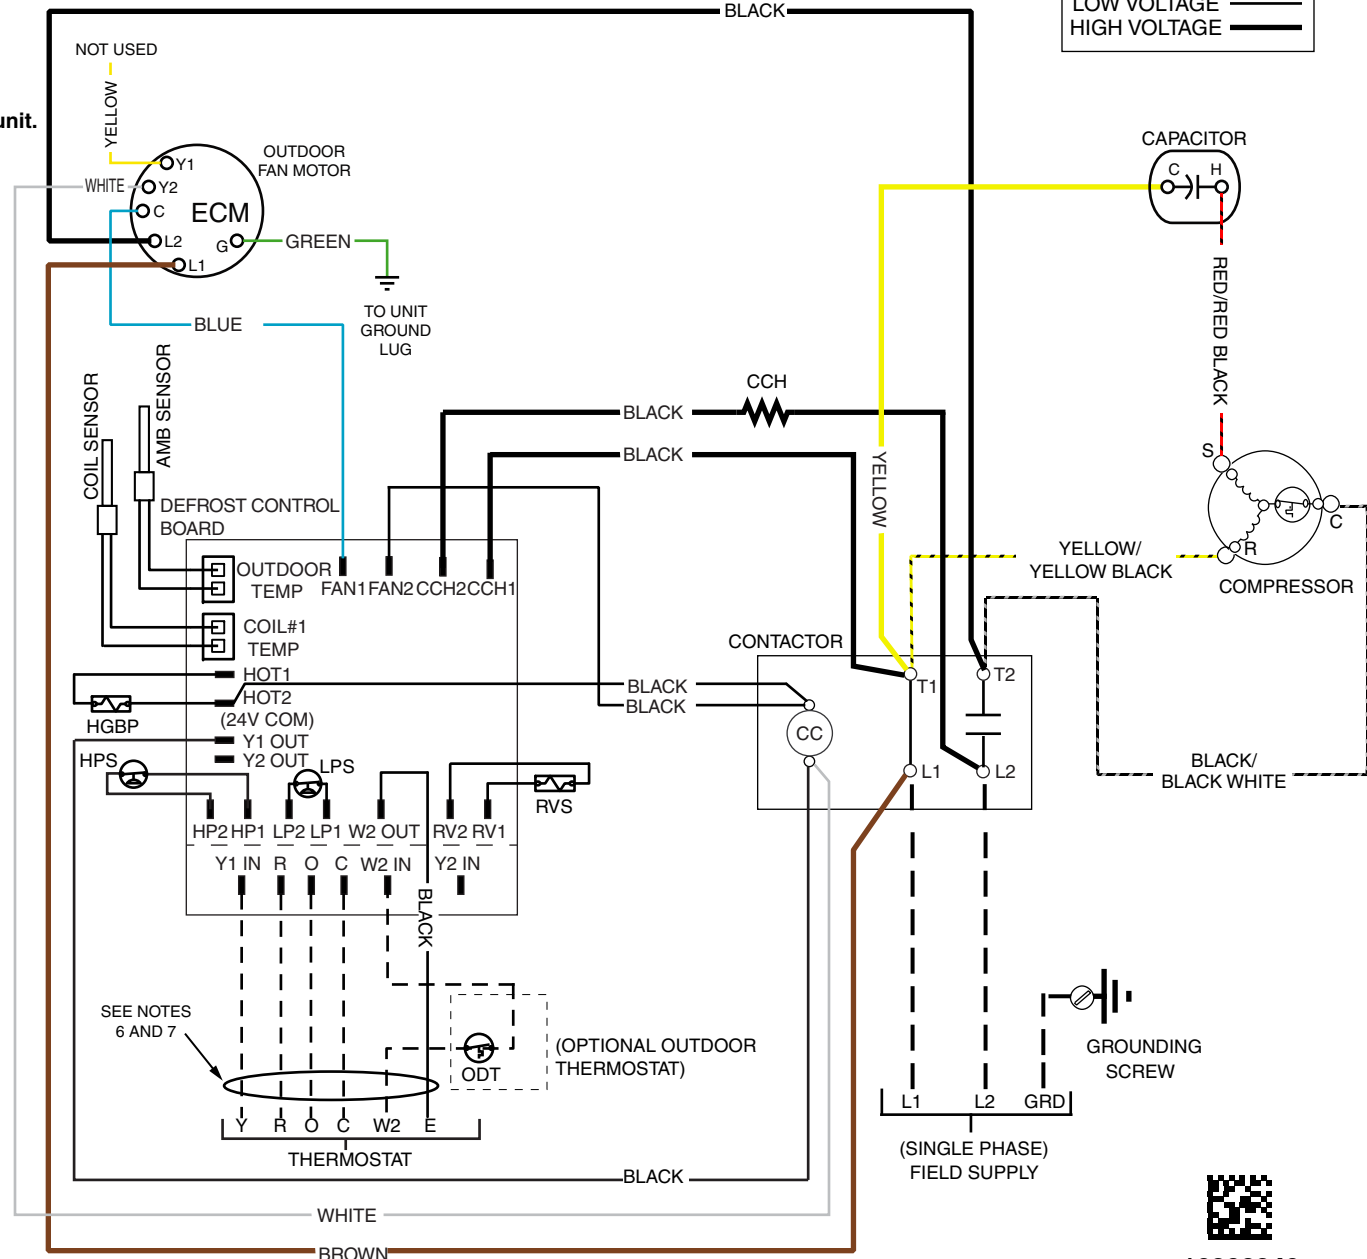 BLACK
LOW VOLTAGE
HIGH VOLTAGE
NOT USED
YELLOW
unit.
OUTDOOR
FAN MOTOR
Y1
WHITE
Y2
C
ECM
L2
G
GREEN
L1
TO UNIT
GROUND
LUG
BLUE
CAPACITOR
C H
RED/RED BLACK
COIL SENSOR
AMB SENSOR
CCH
BLACK
BLACK
YELLOW
S
C
R
COMPRESSOR
YELLOW/
YELLOW BLACK
DEFROST CONTROL
BOARD
OUTDOOR
TEMP
FAN1 FAN2 CCH2 CCH1
COIL#1
TEMP
HOT1
HOT2
(24V COM)
HGBP
Y1 OUT
Y2 OUT
BLACK
BLACK
CONTACTOR
T1
T2
CC
L1
L2
BLACK/
BLACK WHITE
HPS
LPS
RVS
HP2 HP1 LP2 LP1 W2 OUT RV2 RV1
Y1 IN R O C W2 IN Y2 IN
BLACK
SEE NOTES
6 AND 7
ODT
(OPTIONAL OUTDOOR
THERMOSTAT)
GROUNDING
SCREW
Y R O C W2 E
THERMOSTAT
L1 L2 GRD
(SINGLE PHASE)
FIELD SUPPLY
BLACK
WHITE
BROWN